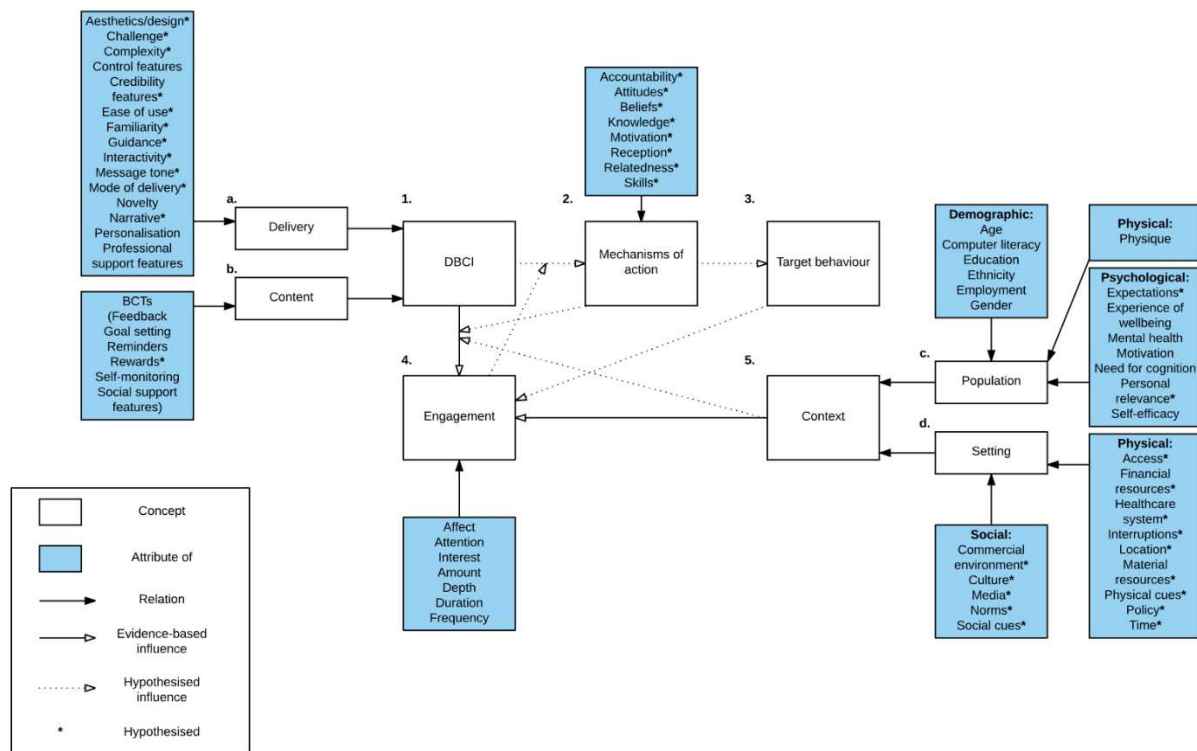 Aesthetics/design*
Challenge*
Complexity*
Control features
Credibility
features*
Ease of use*
Familiarity*
Guidance*
Interactivity*
Message tone*
Mode of delivery*
Novelty
Narrative*
Personalisation
Professional
support features
BCTs
(Feedback
Goal setting
Reminders
Rewards*
Self-monitoring
Social support
features)
a.
Delivery
b.
Content
1.
DBCI
Accountability*
Attitudes*
Beliefs*
Knowledge*
Motivation*
Reception*
Relatedness*
Skills*
2.
Mechanisms of
action
3.
Target behaviour
4.
Engagement
Affect
Attention
Interest
Amount
Depth
Duration
Frequency
5.
Context
Demographic:
Age
Computer literacy
Education
Ethnicity
Employment
Gender
Physical:
Physique
Psychological:
Expectations*
Experience of
wellbeing
Mental health
Motivation
Need for cognition
Personal
relevance*
Self-efficacy
c.
Population
d.
Setting
Social:
Commercial
environment*
Culture*
Media*
Norms*
Social cues*
Physical:
Access*
Financial
resources*
Healthcare
system*
Interruptions*
Location*
Material
resources*
Physical cues*
Policy*
Time*
Concept
Attribute of
Relation
Evidence-based
influence
Hypothesised
influence
* Hypothesised